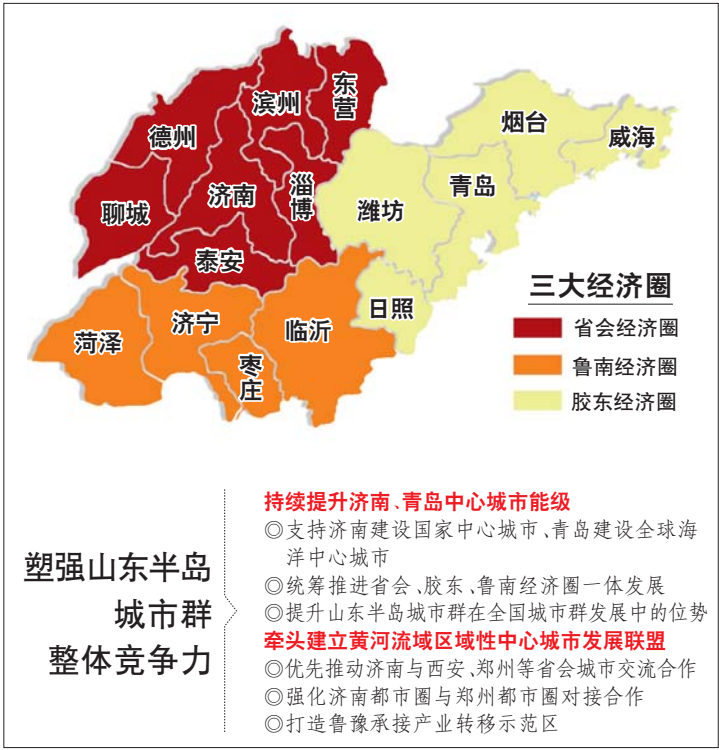 滨州
东营
德州
烟台
威海
淄博
青岛
济南
聊城
潍坊
泰安
日照
济宁
临沂
菏泽
枣庄
三大经济圈
省会经济圈
鲁南经济圈
胶东经济圈
塑强山东半岛
城市群
整体竞争力
持续提升济南、青岛中心城市能级
◎支持济南建设国家中心城市、青岛建设全球海
洋中心城市
◎统筹推进省会、胶东、鲁南经济圈一体发展
◎提升山东半岛城市群在全国城市群发展中的位势
牵头建立黄河流域区域性中心城市发展联盟
◎优先推动济南与西安、郑州等省会城市交流合作
◎强化济南都市圈与郑州都市圈对接合作
◎打造鲁豫承接产业转移示范区